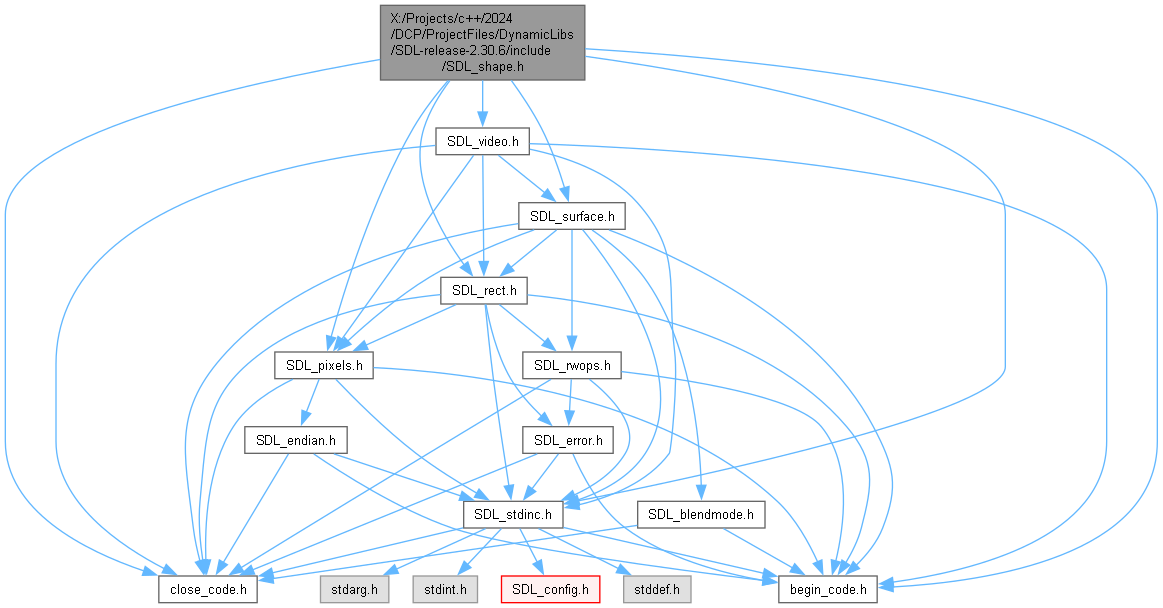 X:/Projects/c++/2024
/DCP/ProjectFiles/DynamicLibs
/SDL-release-2.30.6/include
/SDL_shape.h
SDL_video.h
SDL_surface.h
SDL_rect.h
SDL_pixels.h
SDL_rwops.h
SDL_endian.h
SDL_error.h
SDL_stdinc.h
SDL_blendmode.h
close_code.h
stdarg.h
stdint.h
SDL_config.h
stddef.h
begin_code.h